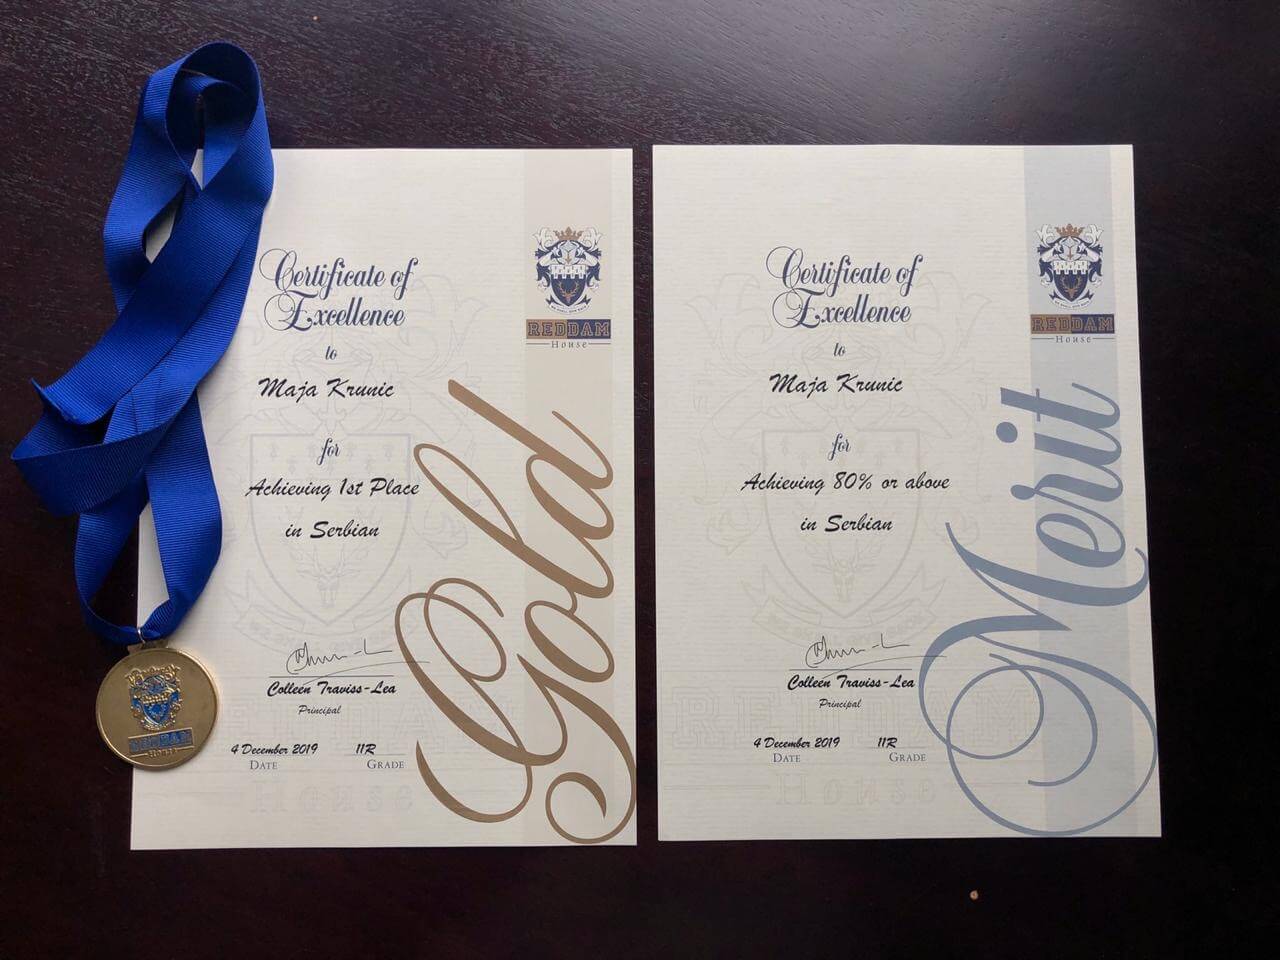 Certificate of
Excellence
to
Maja Krunic
for
Achieving 1st Place
in Serbian
Colleen Traviss-Lea
Principal
4 December 2019
DATE
11R
GRADE
Gold
REDDAM
House
REDDAM
HOUSE
Certificate of
Excellence
to
Maja Krunic
for
Achieving 80% or above
in Serbian
Colleen Traviss-Lea
Principal
4 December 2019
DATE
11R
GRADE
Merit
REDDAM
House